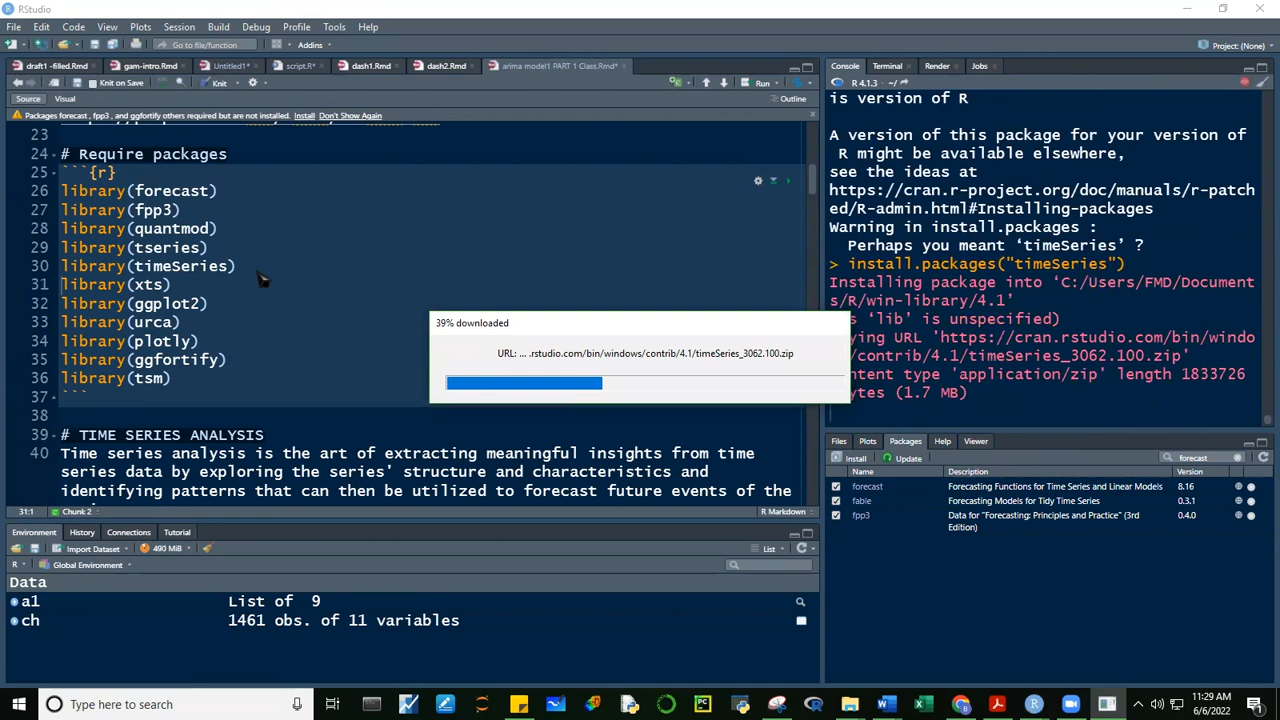 RStudio
File Edit Code View Plots Session Build Debug Profile Tools Help
Go to file/function Addins Project: (None)
draft1 -filled.Rmd gam-intro.Rmd Untitled1* script.R* dash1.Rmd dash2.Rmd arima model1 PART 1 Class.Rmd*
Knit on Save Knit Run
Source Visual Outline
Packages forecast , fpp3 , and ggfortify others required but are not installed. Install Don't Show Again
23
24 # Require packages
25 ```{r}
26 library(forecast)
27 library(fpp3)
28 library(quantmod)
29 library(tseries)
30 library(timeSeries)
31 library(xts)
32 library(ggplot2)
33 library(urca)
34 library(plotly)
35 library(ggfortify)
36 library(tsm)
37 ```
38
39 # TIME SERIES ANALYSIS
40 Time series analysis is the art of extracting meaningful insights from time
series data by exploring the series' structure and characteristics and
identifying patterns that can then be utilized to forecast future events of the
31:1 Chunk 2 R Markdown
39% downloaded
URL: ... .rstudio.com/bin/windows/contrib/4.1/timeSeries_3062.100.zip
Environment History Connections Tutorial
Import Dataset 490 MiB List
R Global Environment
Data
a1 List of 9
ch 1461 obs. of 11 variables
Console Terminal Render Jobs
R 4.1.3 · ~/
is version of R
A version of this package for your version of
R might be available elsewhere,
see the ideas at
https://cran.r-project.org/doc/manuals/r-patch
ed/R-admin.html#Installing-packages
Warning in install.packages :
Perhaps you meant ‘timeSeries’ ?
> install.packages("timeSeries")
Installing package into ‘C:/Users/FMD/Document
s/R/win-library/4.1’
s ‘lib’ is unspecified)
ying URL 'https://cran.rstudio.com/bin/windo
contrib/4.1/timeSeries_3062.100.zip'
ontent type 'application/zip' length 1833726
ytes (1.7 MB)
Files Plots Packages Help Viewer
Install Update forecast
Name Description Version
forecast Forecasting Functions for Time Series and Linear Models 8.16
fable Forecasting Models for Tidy Time Series 0.3.1
fpp3 Data for "Forecasting: Principles and Practice" (3rd Edition) 0.4.0
Type here to search
11:29 AM
6/6/2022